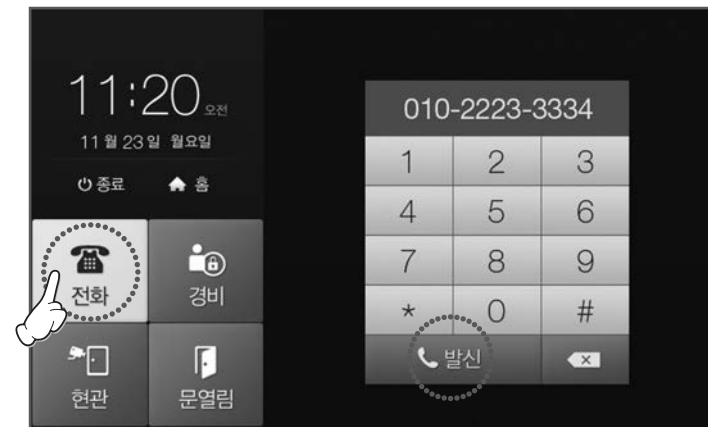 11:20 오전
11월 23일 월요일
종료 홈
전화 경비
현관 문열림
010-2223-3334
1 2 3
4 5 6
7 8 9
* 0 #
발신